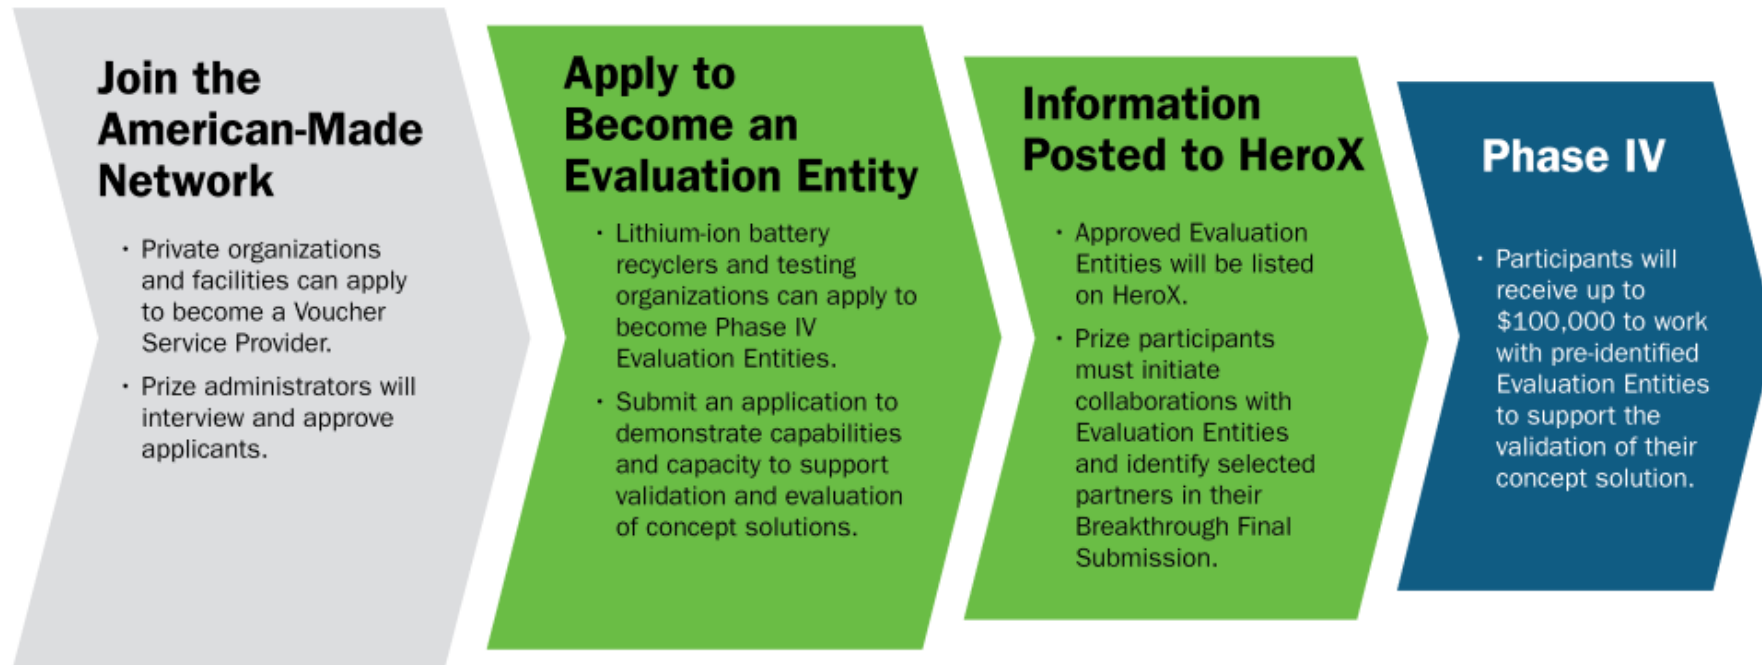 Join the
American-Made
Network
• Private organizations
and facilities can apply
to become a Voucher
Service Provider.
• Prize administrators will
interview and approve
applicants.
Apply to
Become an
Evaluation Entity
• Lithium-ion battery
recyclers and testing
organizations can apply to
become Phase IV
Evaluation Entities.
• Submit an application to
demonstrate capabilities
and capacity to support
validation and evaluation
of concept solutions.
Information
Posted to HeroX
• Approved Evaluation
Entities will be listed
on HeroX.
• Prize participants
must initiate
collaborations with
Evaluation Entities
and identify selected
partners in their
Breakthrough Final
Submission.
Phase IV
• Participants will
receive up to
$100,000 to work
with pre-identified
Evaluation Entities
to support the
validation of their
concept solution.